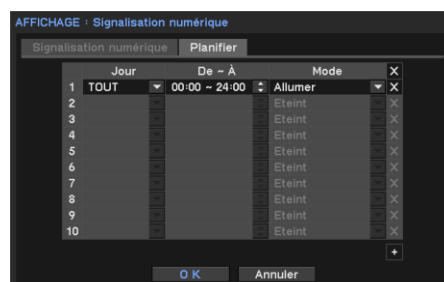 AFFICHAGE : Signalisation numérique
Signalisation numérique Planifier
Jour De ~ À Mode X
1 TOUT 00:00 ~ 24:00 Allumer X
2 Eteint X
3 Eteint X
4 Eteint X
5 Eteint X
6 Eteint X
7 Eteint X
8 Eteint X
9 Eteint X
10 Eteint X
+
OK Annuler